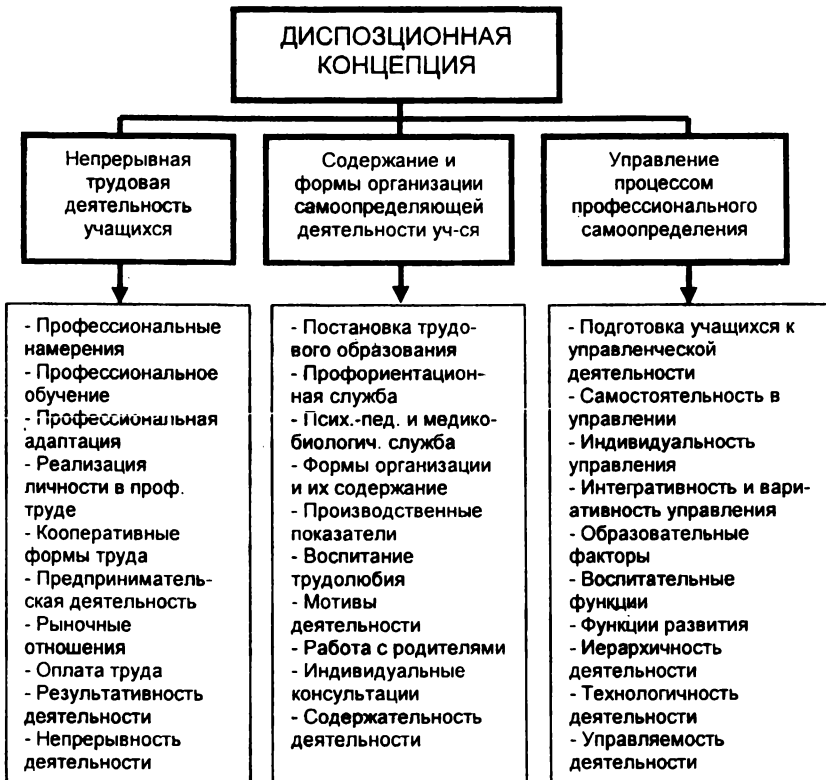 ДИСПОЗЦИОННАЯ
КОНЦЕПЦИЯ
Непрерывная
трудовая
деятельность
учащихся
Содержание и
формы организации
самоопределяющей
деятельности уч-ся
Управление
процессом
профессионального
самоопределения
- Профессиональные
намерения
- Профессиональное
обучение
- Профессиональная
адаптация
- Реализация
личности в проф.
труде
- Кооперативные
формы труда
- Предприниматель-
ская деятельность
- Рыночные
отношения
- Оплата труда
- Результативность
деятельности
- Непрерывность
деятельности
- Постановка трудо-
вого образования
- Профориентацион-
ная служба
- Псих.-пед. и медико-
биологич. служба
- Формы организации
и их содержание
- Производственные
показатели
- Воспитание
трудолюбия
- Мотивы
деятельности
- Работа с родителями
- Индивидуальные
консультации
- Содержательность
деятельности
- Подготовка учащихся к
управленческой
деятельности
- Самостоятельность в
управлении
- Индивидуальность
управления
- Интегративность и вари-
ативность управления
- Образовательные
факторы
- Воспитательные
функции
- Функции развития
- Иерархичность
деятельности
- Технологичность
деятельности
- Управляемость
деятельности